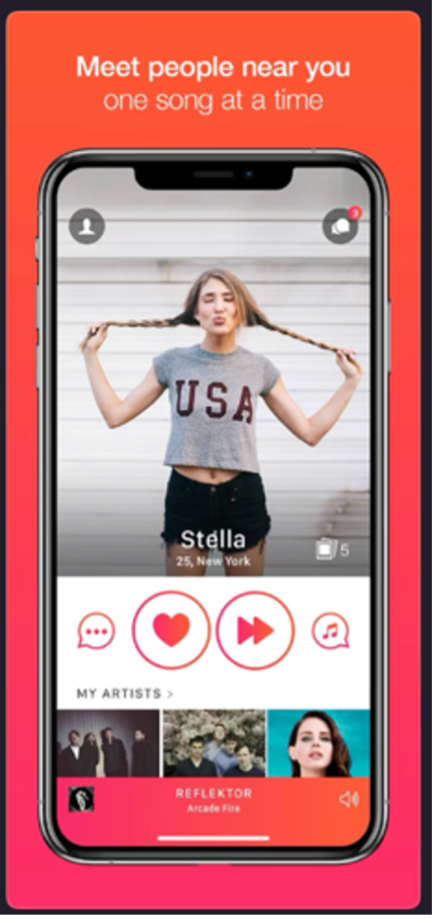 Meet people near you
one song at a time
3
USA
Stella
25, New York
5
MY ARTISTS >
REFLEKTOR
Arcade Fire